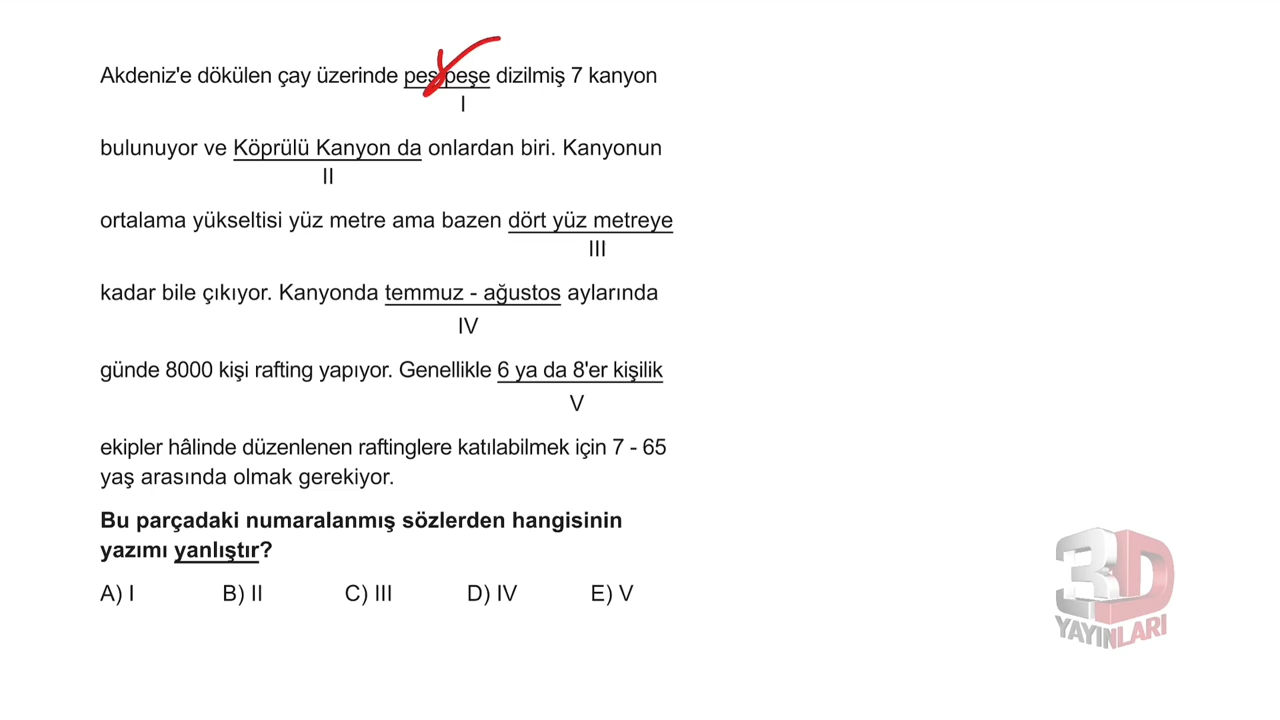 Akdeniz'e dökülen çay üzerinde peş peşe dizilmiş 7 kanyon
I
bulunuyor ve Köprülü Kanyon da onlardan biri. Kanyonun
II
ortalama yükseltisi yüz metre ama bazen dört yüz metreye
III
kadar bile çıkıyor. Kanyonda temmuz - ağustos aylarında
IV
günde 8000 kişi rafting yapıyor. Genellikle 6 ya da 8'er kişilik
V
ekipler hâlinde düzenlenen raftinglere katılabilmek için 7 - 65
yaş arasında olmak gerekiyor.
Bu parçadaki numaralanmış sözlerden hangisinin
yazımı yanlıştır?
A) I B) II C) III D) IV E) V
3D
YAYINLARI